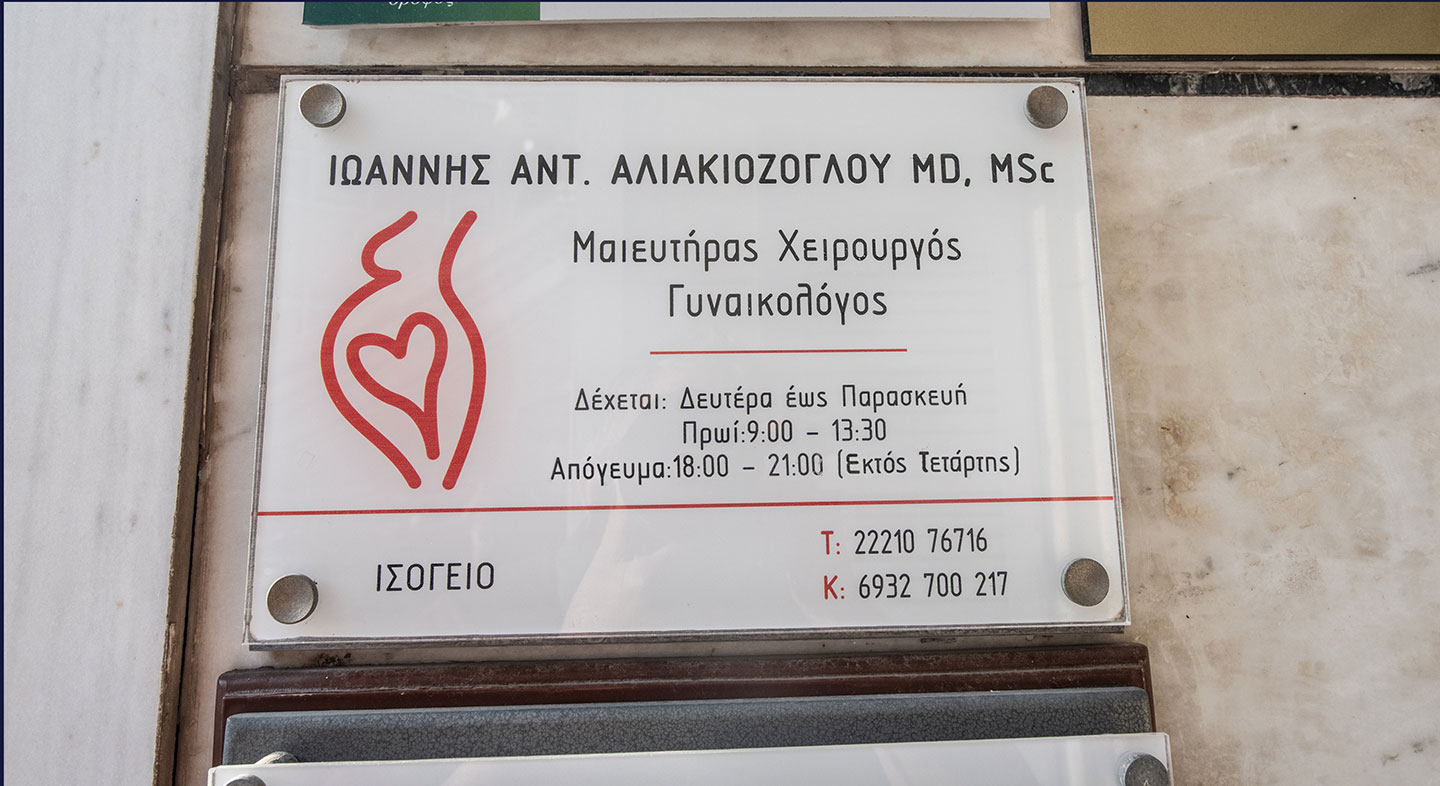 όροφος
ΙΩΑΝΝΗΣ ΑΝΤ. ΑΛΙΑΚΙΟΖΟΓΛΟΥ MD, MSc
Μαιευτήρας Χειρουργός
Γυναικολόγος
Δέχεται: Δευτέρα έως Παρασκευή
Πρωί:9:00 - 13:30
Απόγευμα:18:00 - 21:00 (Εκτός Τετάρτης)
Τ: 22210 76716
ΙΣΟΓΕΙΟ
Κ: 6932 700 217